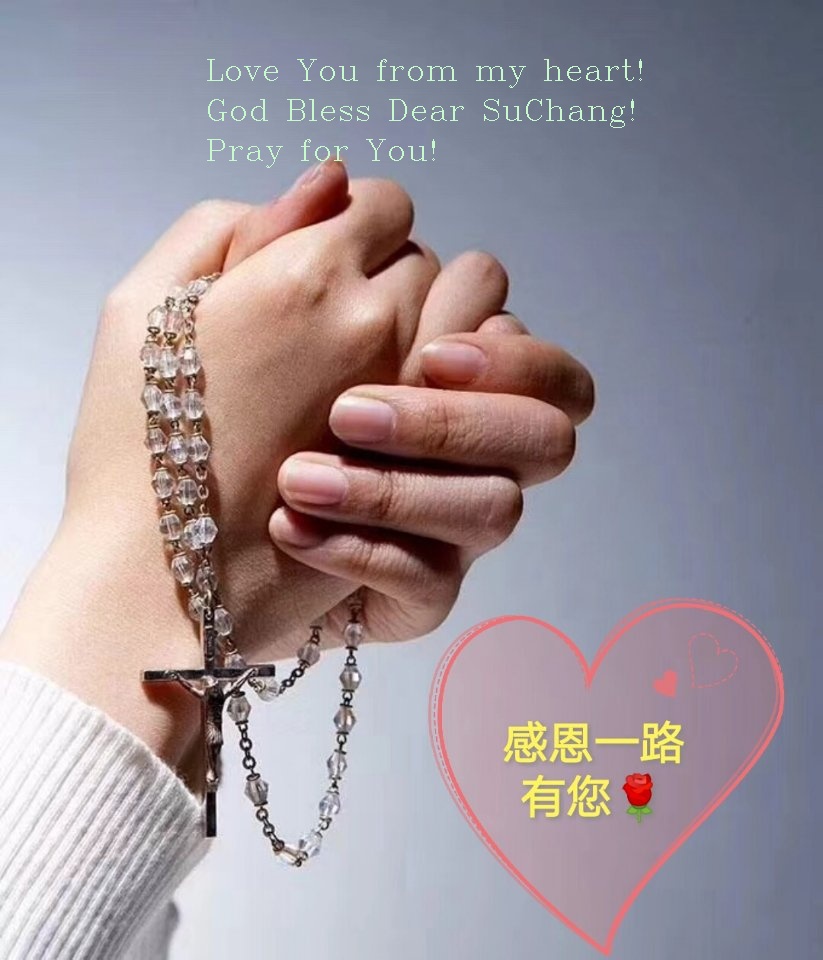 Love You from my heart!
God Bless Dear SuChang!
Pray for You!
感恩一路
有您🌹